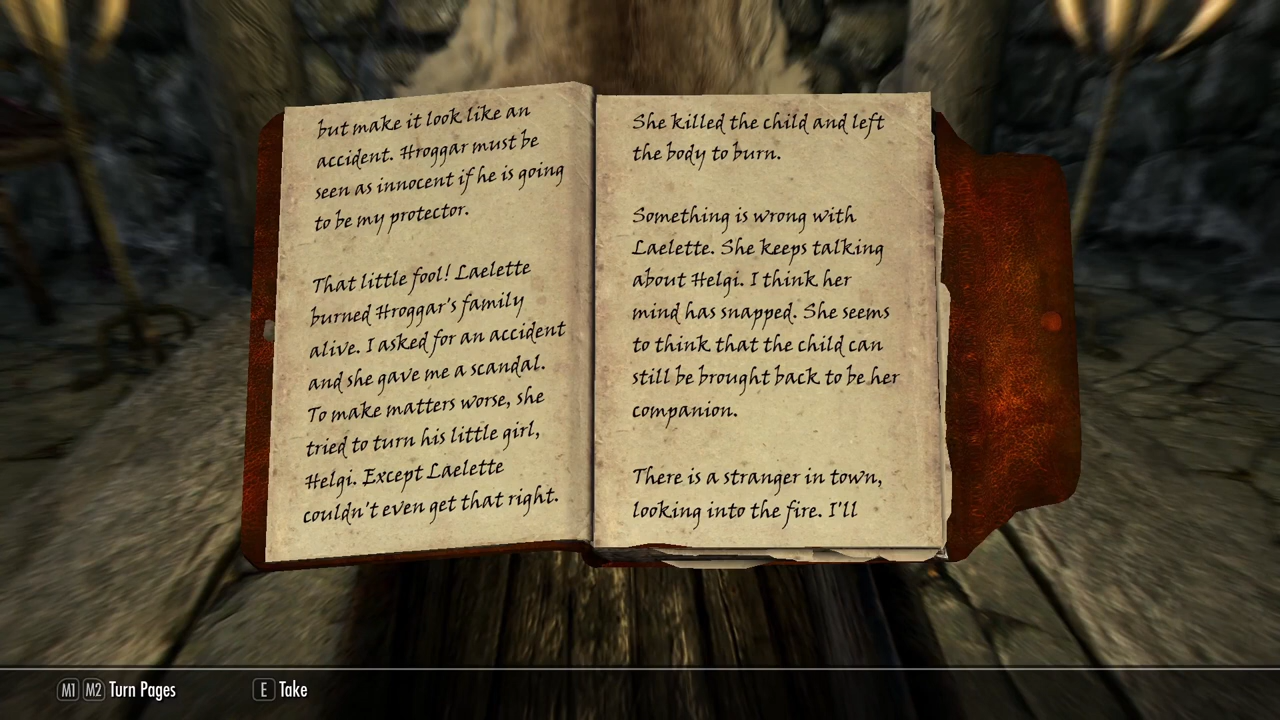 but make it look like an
accident. Hroggar must be
seen as innocent if he is going
to be my protector.
That little fool! Laelette
burned Hroggar's family
alive. I asked for an accident
and she gave me a scandal.
To make matters worse, she
tried to turn his little girl,
Helgi. Except Laelette
couldn't even get that right.
She killed the child and left
the body to burn.
Something is wrong with
Laelette. She keeps talking
about Helgi. I think her
mind has snapped. She seems
to think that the child can
still be brought back to be her
companion.
There is a stranger in town,
looking into the fire. I'll
M1 M2 Turn Pages E Take